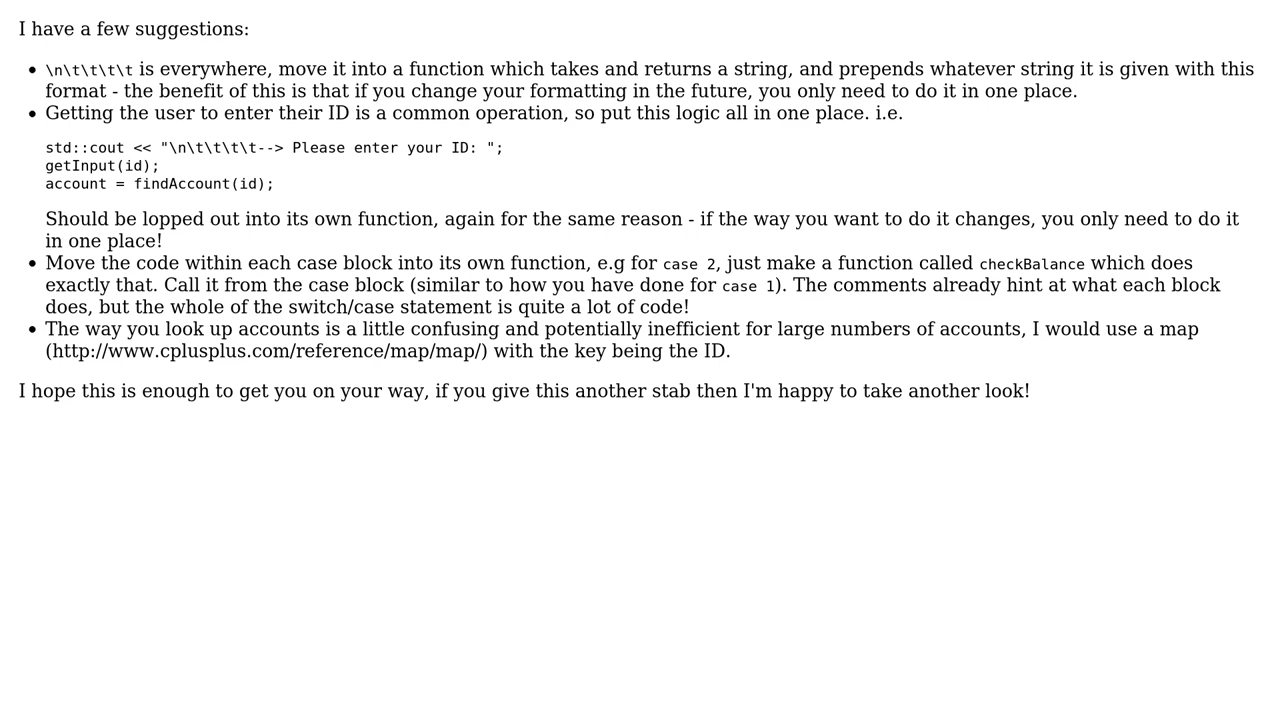 I have a few suggestions:
• \n\t\t\t\t is everywhere, move it into a function which takes and returns a string, and prepends whatever string it is given with this
format - the benefit of this is that if you change your formatting in the future, you only need to do it in one place.
• Getting the user to enter their ID is a common operation, so put this logic all in one place. i.e.
std::cout << "\n\t\t\t\t--> Please enter your ID: ";
getInput(id);
account = findAccount(id);
Should be lopped out into its own function, again for the same reason - if the way you want to do it changes, you only need to do it
in one place!
• Move the code within each case block into its own function, e.g for case 2, just make a function called checkBalance which does
exactly that. Call it from the case block (similar to how you have done for case 1). The comments already hint at what each block
does, but the whole of the switch/case statement is quite a lot of code!
• The way you look up accounts is a little confusing and potentially inefficient for large numbers of accounts, I would use a map
(http://www.cplusplus.com/reference/map/map/) with the key being the ID.
I hope this is enough to get you on your way, if you give this another stab then I'm happy to take another look!